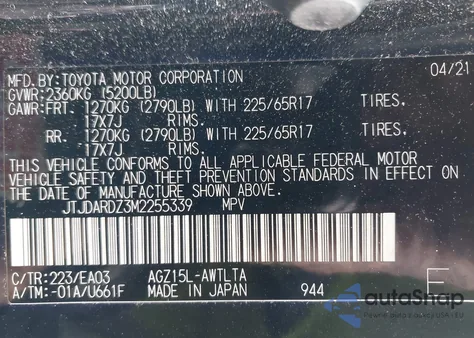 MFD.BY:TOYOTA MOTOR CORPORATION 04/21
GVWR:2360KG (5200LB)
GAWR:FRT. 1270KG (2790LB) WITH 225/65R17 TIRES.
17X7J RIMS.
RR. 1270KG (2790LB) WITH 225/65R17 TIRES.
17X7J RIMS.
THIS VEHICLE CONFORMS TO ALL APPLICABLE FEDERAL MOTOR
VEHICLE SAFETY AND THEFT PREVENTION STANDARDS IN EFFECT ON
THE DATE OF MANUFACTURE SHOWN ABOVE.
JTJDARDZ3M2255339 MPV
C/TR:223/EA03 AGZ15L-AWTLTA
A/TM:-01A/U661F MADE IN JAPAN 944 E
autoSnap